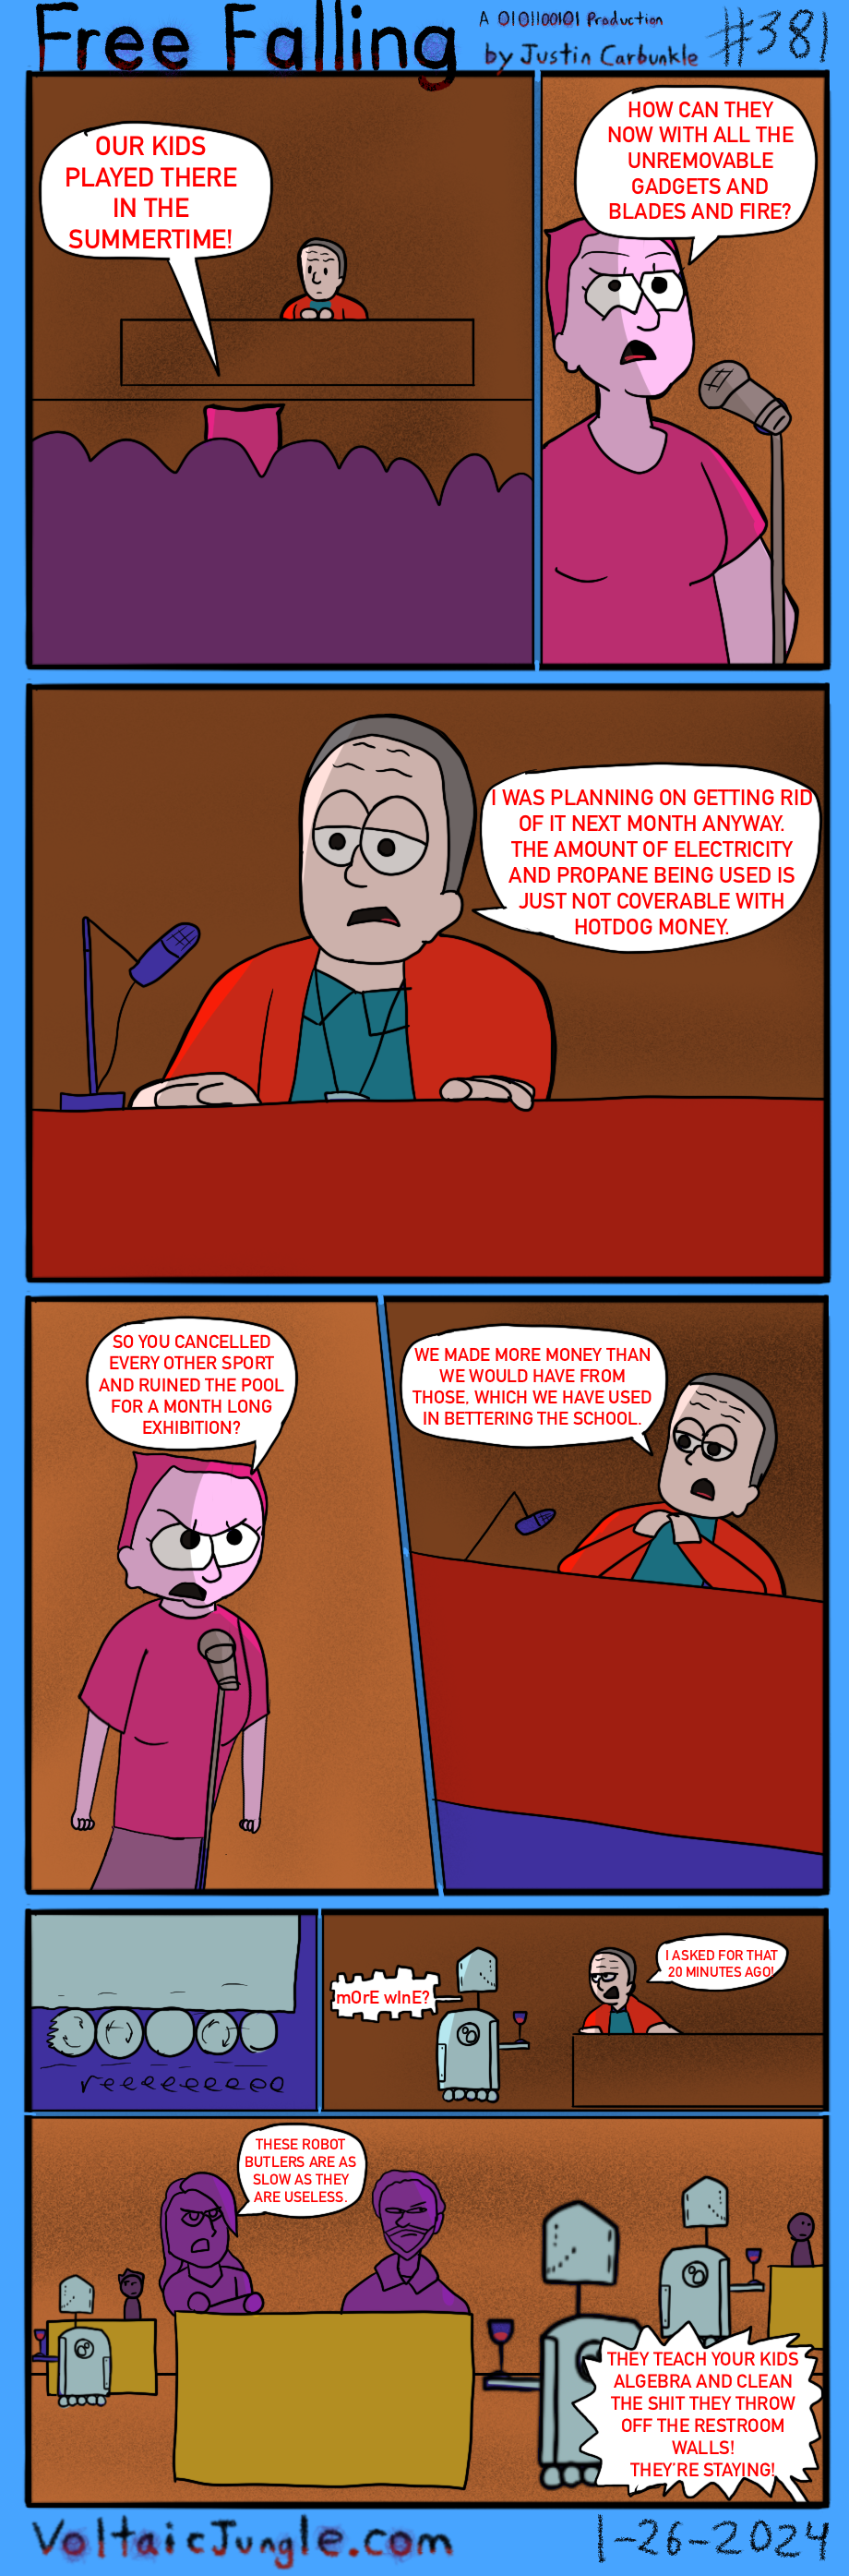 Free Falling
A 0101100101 Production
by Justin Carbunkle
#381
OUR KIDS
PLAYED THERE
IN THE
SUMMERTIME!
HOW CAN THEY
NOW WITH ALL THE
UNREMOVABLE
GADGETS AND
BLADES AND FIRE?
I WAS PLANNING ON GETTING RID
OF IT NEXT MONTH ANYWAY.
THE AMOUNT OF ELECTRICITY
AND PROPANE BEING USED IS
JUST NOT COVERABLE WITH
HOTDOG MONEY.
SO YOU CANCELLED
EVERY OTHER SPORT
AND RUINED THE POOL
FOR A MONTH LONG
EXHIBITION?
WE MADE MORE MONEY THAN
WE WOULD HAVE FROM
THOSE, WHICH WE HAVE USED
IN BETTERING THE SCHOOL.
reeeeeeeee
mOrE wInE?
I ASKED FOR THAT
20 MINUTES AGO!
THESE ROBOT
BUTLERS ARE AS
SLOW AS THEY
ARE USELESS.
THEY TEACH YOUR KIDS
ALGEBRA AND CLEAN
THE SHIT THEY THROW
OFF THE RESTROOM
WALLS!
THEY'RE STAYING!
VoltaicJungle.com
1-26-2024